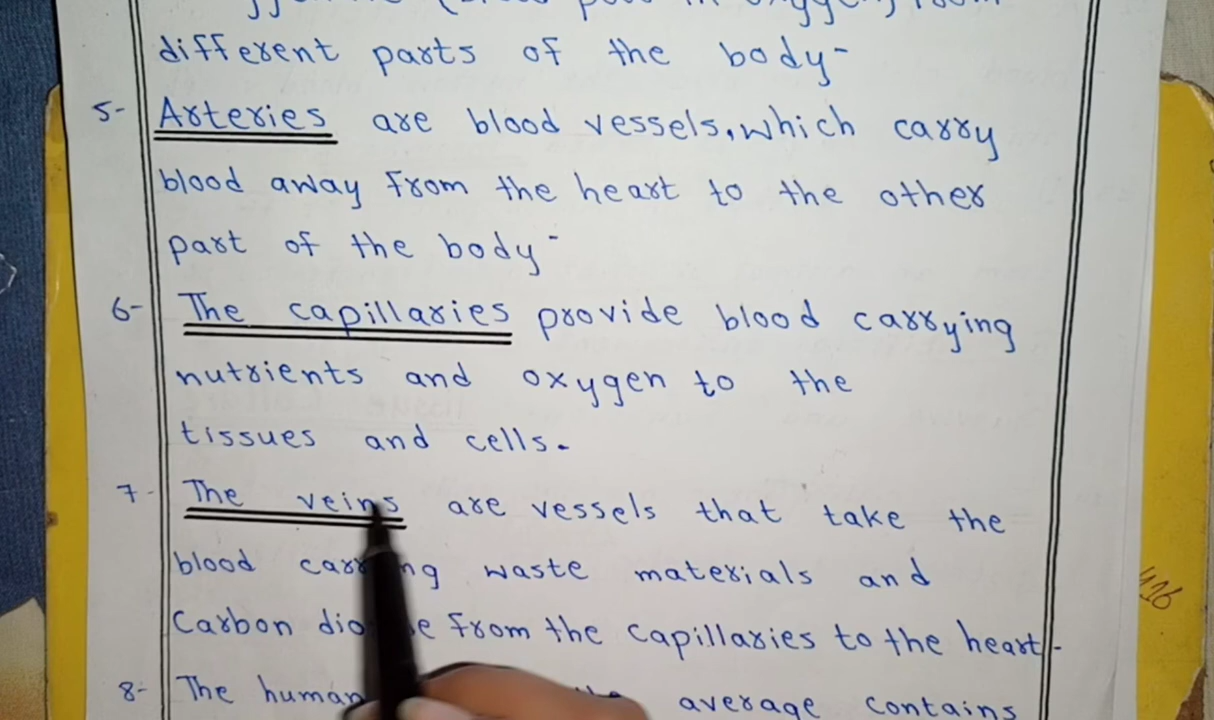 different parts of the body-
5- Arteries are blood vessels, which carry
blood away from the heart to the other
part of the body-
6- The capillaries provide blood carrying
nutrients and oxygen to the
tissues and cells.
7- The veins are vessels that take the
blood waste materials and
Carbon from the capillaries to the heart-
8- The human average contains